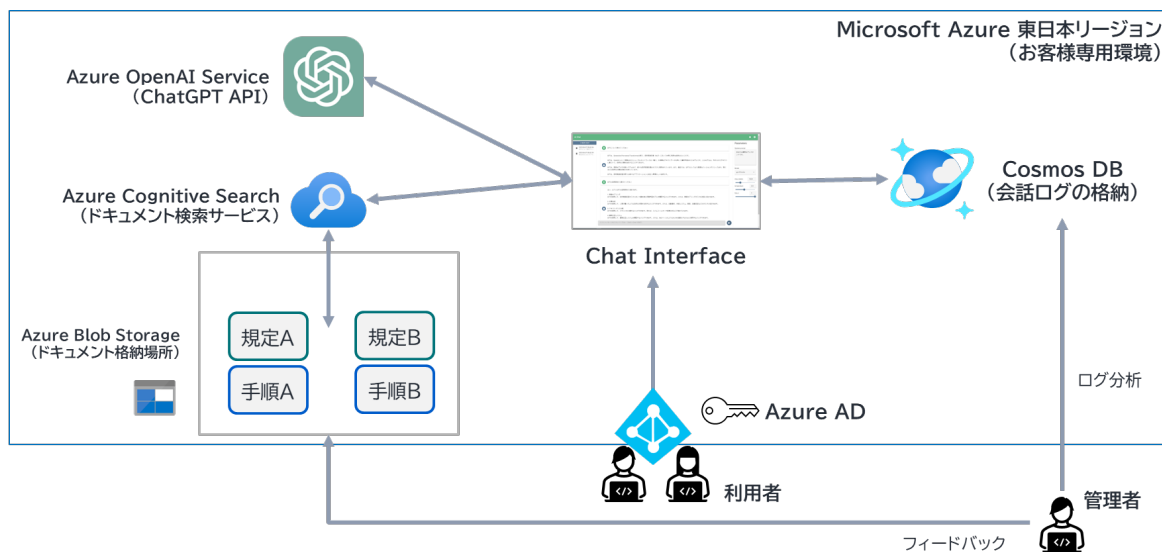 Microsoft Azure 東日本リージョン
（お客様専用環境）
Azure OpenAI Service
（ChatGPT API）
Azure Cognitive Search
（ドキュメント検索サービス）
Cosmos DB
（会話ログの格納）
Chat Interface
Azure Blob Storage
（ドキュメント格納場所）
規定A
規定B
手順A
手順B
Azure AD
ログ分析
利用者
管理者
フィードバック